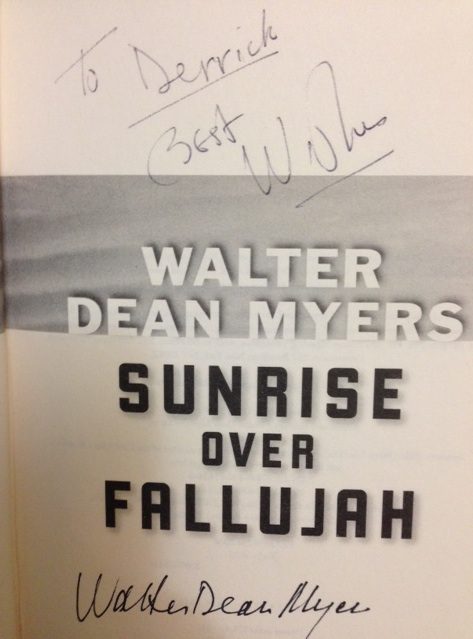 To Derrick
Best Wishes
WALTER
DEAN MYERS
SUNRISE
OVER
FALLUJAH
Walter Dean Myers